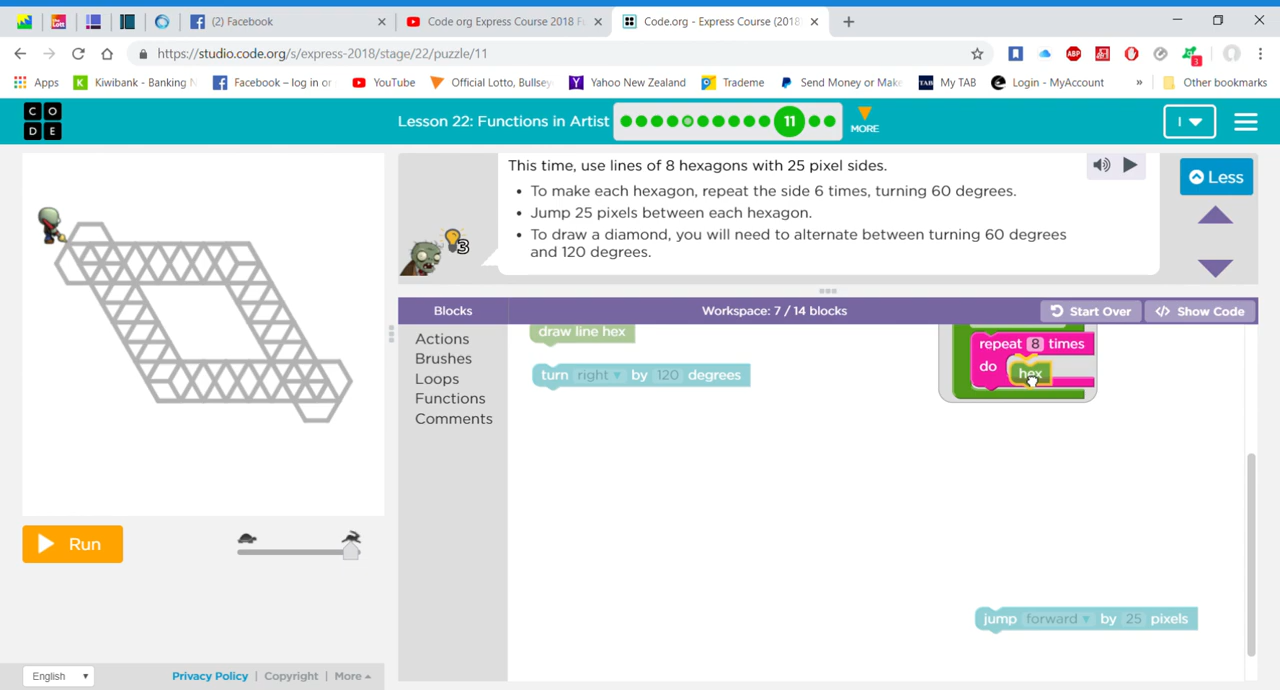 (2) Facebook
Code org Express Course 2018 F
Code.org - Express Course (2018
https://studio.code.org/s/express-2018/stage/22/puzzle/11
ABP
3
Apps
Kiwibank - Banking N
Facebook – log in or
YouTube
Official Lotto, Bullsey
Yahoo New Zealand
Trademe
Send Money or Make
TAB
My TAB
Login - MyAccount
»
Other bookmarks
C O
D E
Lesson 22: Functions in Artist
11
MORE
I
This time, use lines of 8 hexagons with 25 pixel sides.
• To make each hexagon, repeat the side 6 times, turning 60 degrees.
• Jump 25 pixels between each hexagon.
• To draw a diamond, you will need to alternate between turning 60 degrees
and 120 degrees.
3
Less
Blocks
Workspace: 7 / 14 blocks
Start Over
</> Show Code
Actions
Brushes
Loops
Functions
Comments
draw line hex
turn right by 120 degrees
repeat 8 times
do
hex
jump forward by 25 pixels
Run
English
Privacy Policy | Copyright | More